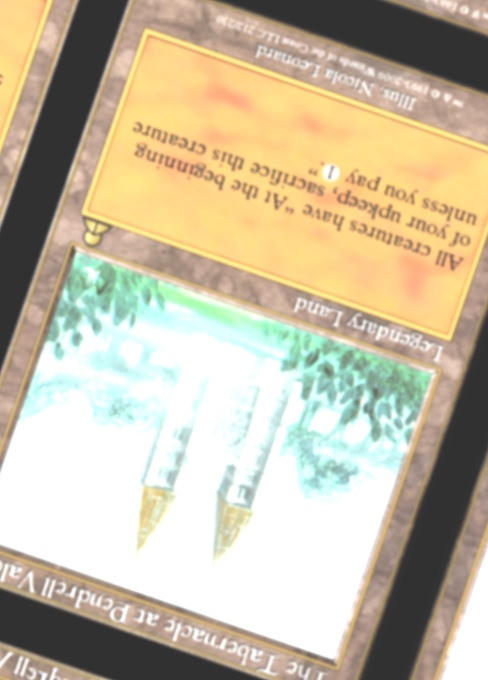 The Tabernacle at Pendrell Vale
Legendary Land
All creatures have "At the beginning
of your upkeep, sacrifice this creature
unless you pay 1."
Illus. Nicola Leonard